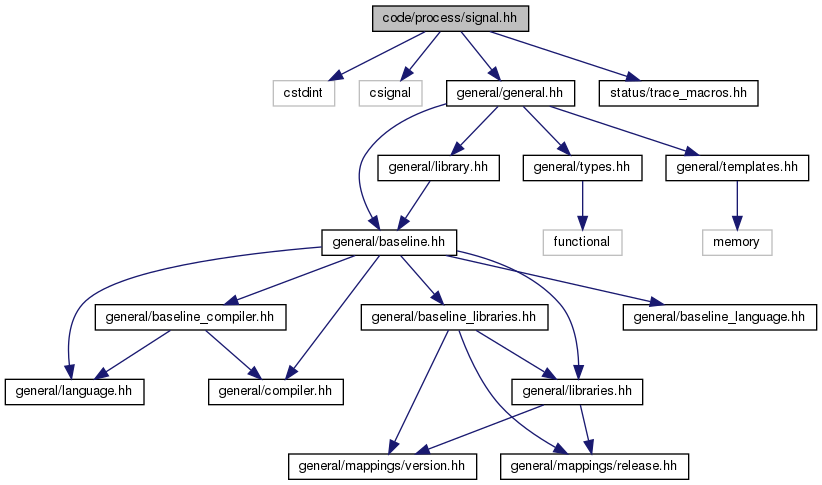 code/process/signal.hh
cstdint
csignal
general/general.hh
status/trace_macros.hh
general/library.hh
general/types.hh
general/templates.hh
general/baseline.hh
functional
memory
general/baseline_compiler.hh
general/baseline_libraries.hh
general/baseline_language.hh
general/language.hh
general/compiler.hh
general/libraries.hh
general/mappings/version.hh
general/mappings/release.hh